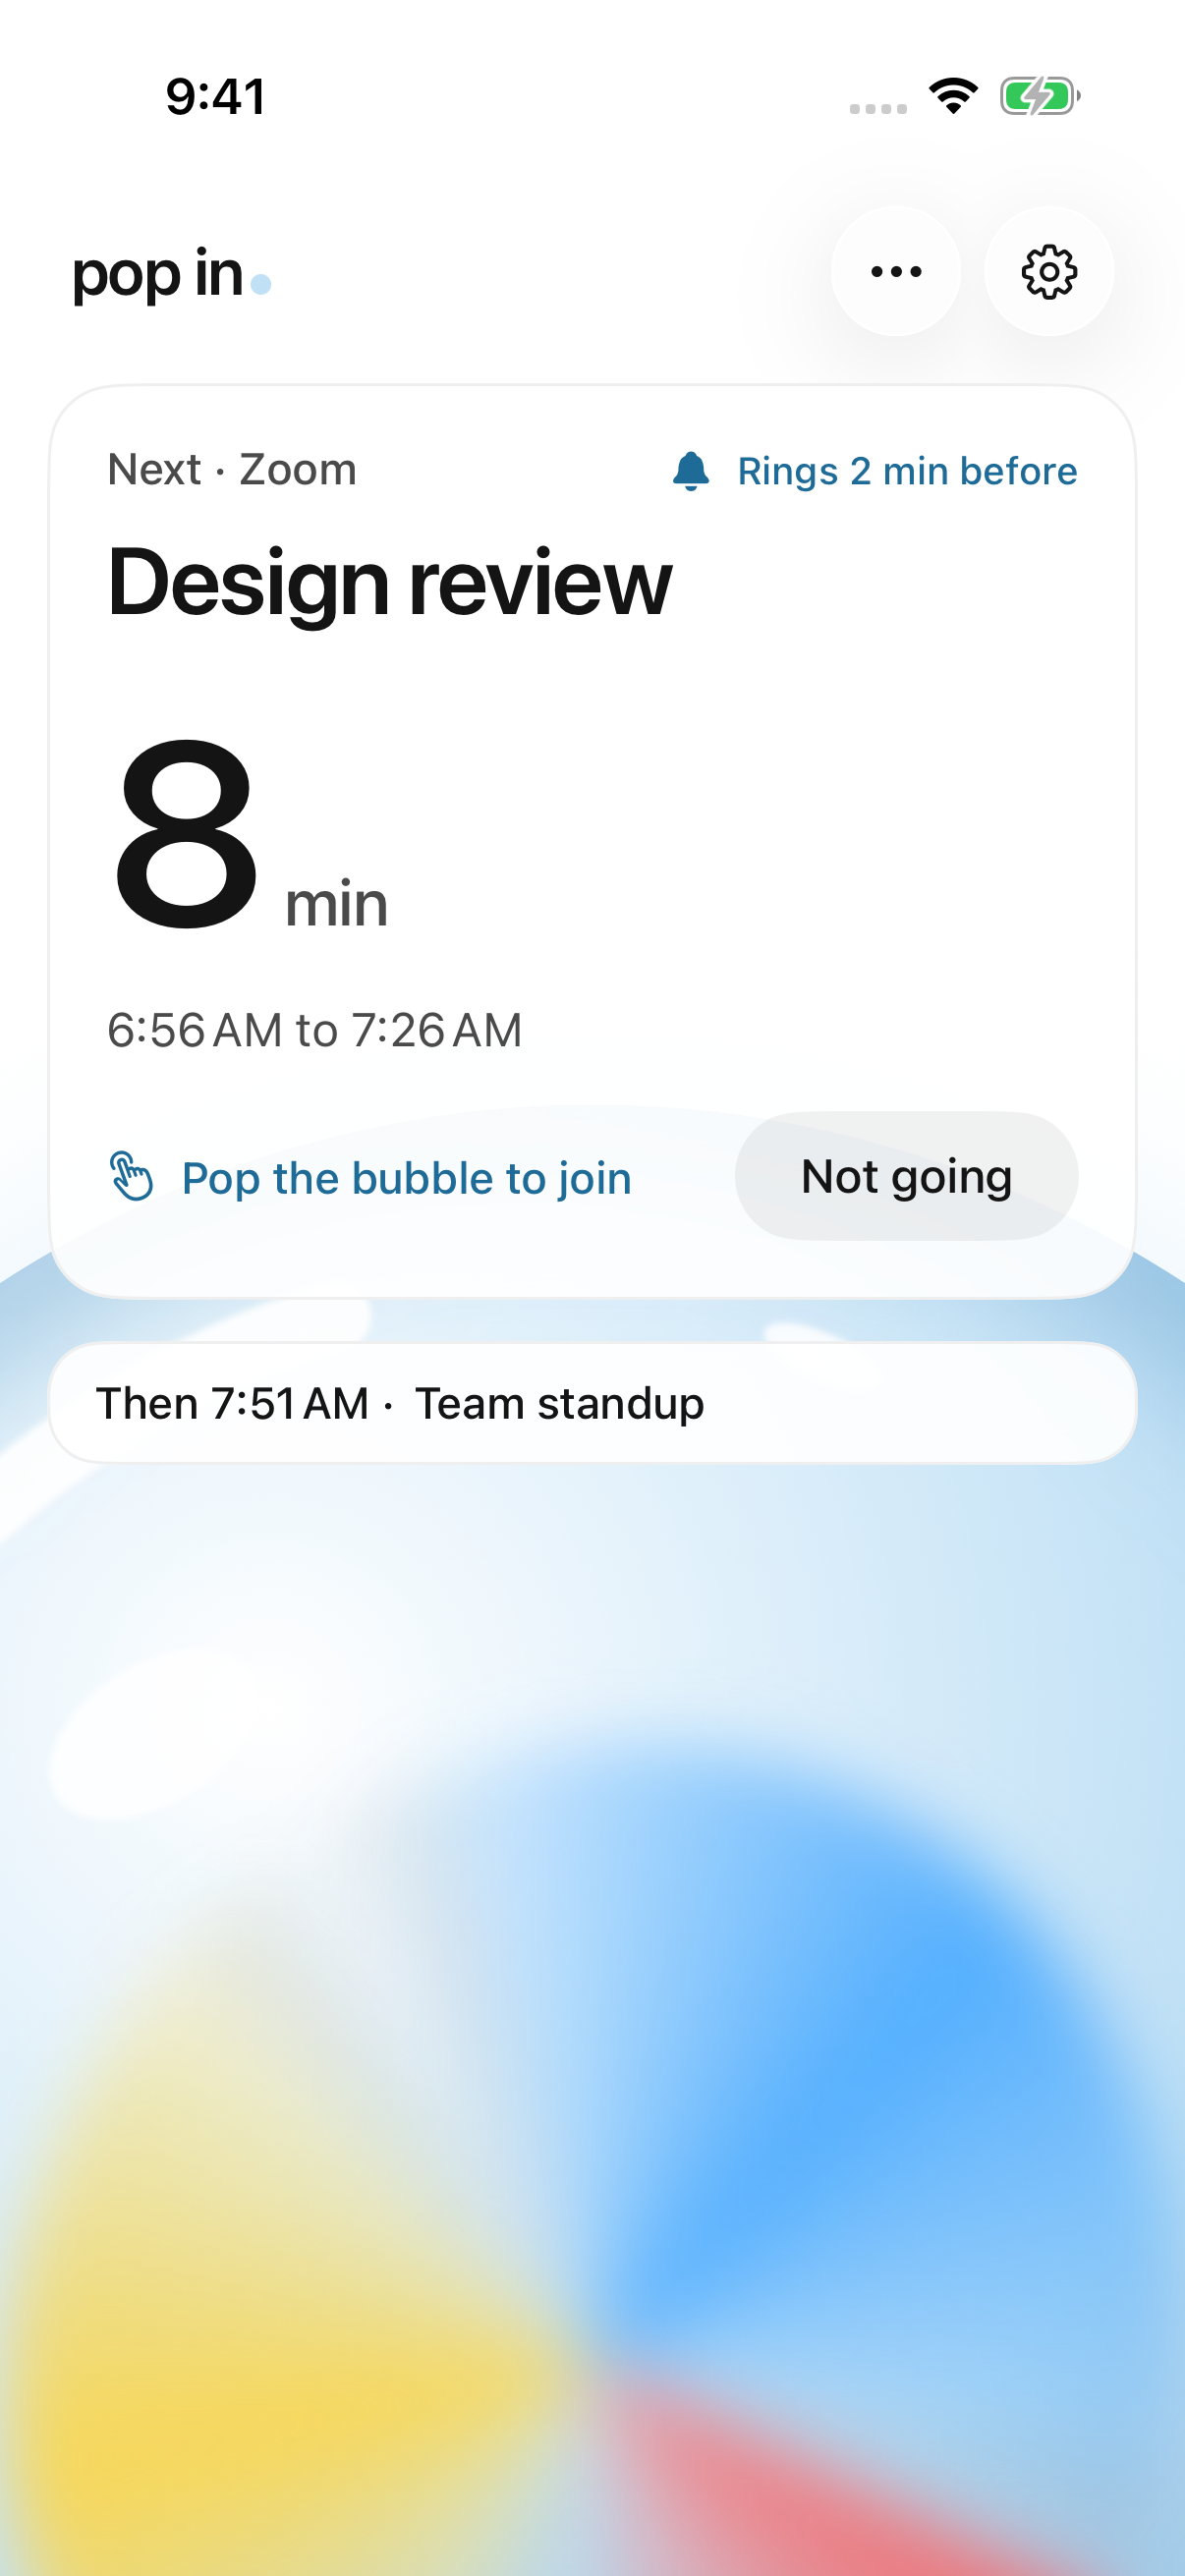 9:41
pop in
Next · Zoom
Rings 2 min before
Design review
8 min
6:56 AM to 7:26 AM
Pop the bubble to join
Not going
Then 7:51 AM · Team standup